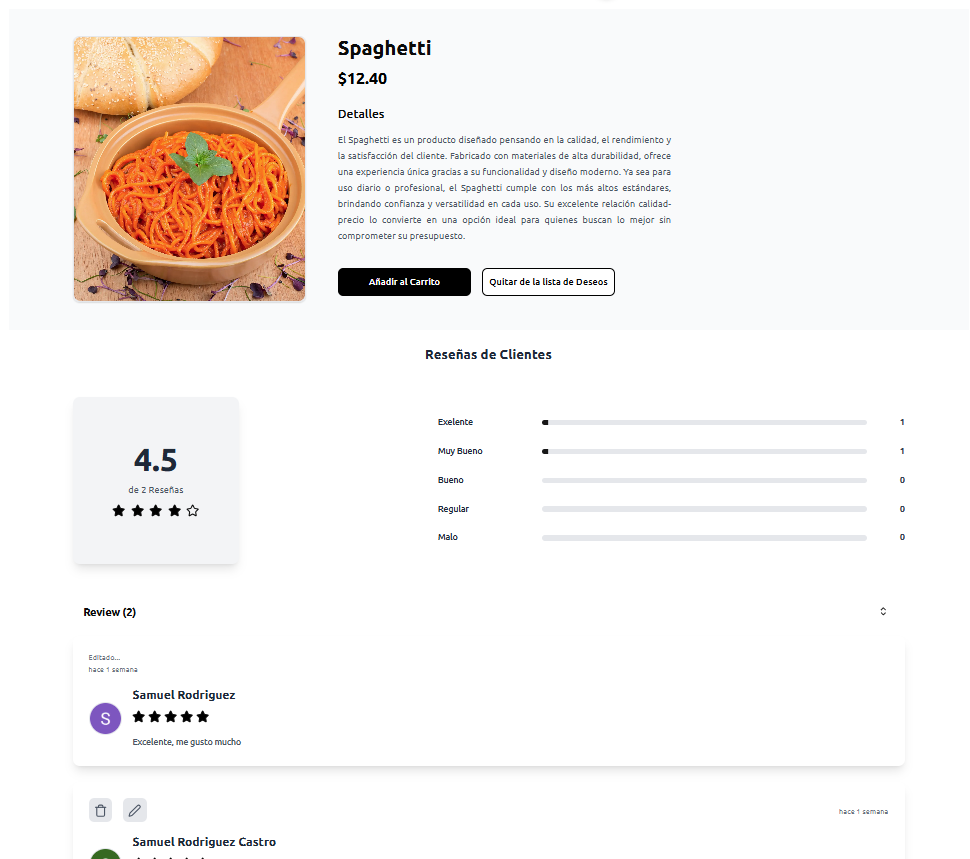 Spaghetti
$12.40
Detalles
El Spaghetti es un producto diseñado pensando en la calidad, el rendimiento y
la satisfacción del cliente. Fabricado con materiales de alta durabilidad, ofrece
una experiencia única gracias a su funcionalidad y diseño moderno. Ya sea para
uso diario o profesional, el Spaghetti cumple con los más altos estándares,
brindando confianza y versatilidad en cada uso. Su excelente relación calidad-
precio lo convierte en una opción ideal para quienes buscan lo mejor sin
comprometer su presupuesto.
Añadir al Carrito
Quitar de la lista de Deseos
Reseñas de Clientes
4.5
de 2 Reseñas
Exelente 1
Muy Bueno 1
Bueno 0
Regular 0
Malo 0
Review (2)
Editado...
hace 1 semana
S
Samuel Rodriguez
Excelente, me gusto mucho
hace 1 semana
Samuel Rodriguez Castro